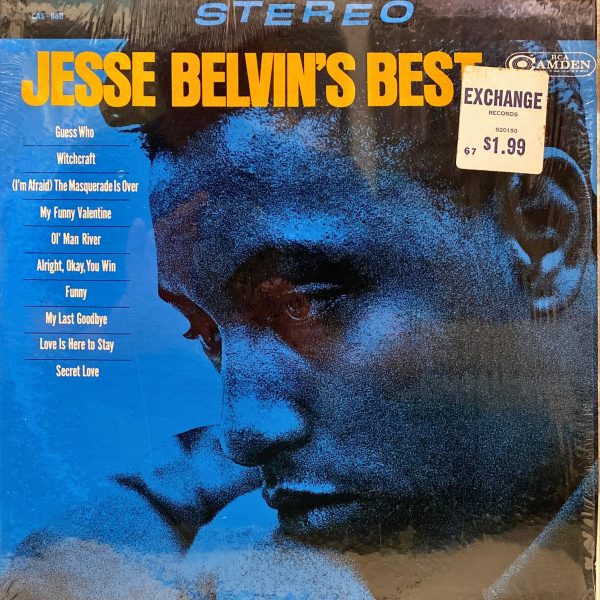 CAS-960
STEREO
JESSE BELVIN'S BEST
RCA
CAMDEN
EXCHANGE
RECORDS
920150
67 $1.99
Guess Who
Witchcraft
(I'm Afraid) The Masquerade Is Over
My Funny Valentine
Ol' Man River
Alright, Okay, You Win
Funny
My Last Goodbye
Love Is Here to Stay
Secret Love